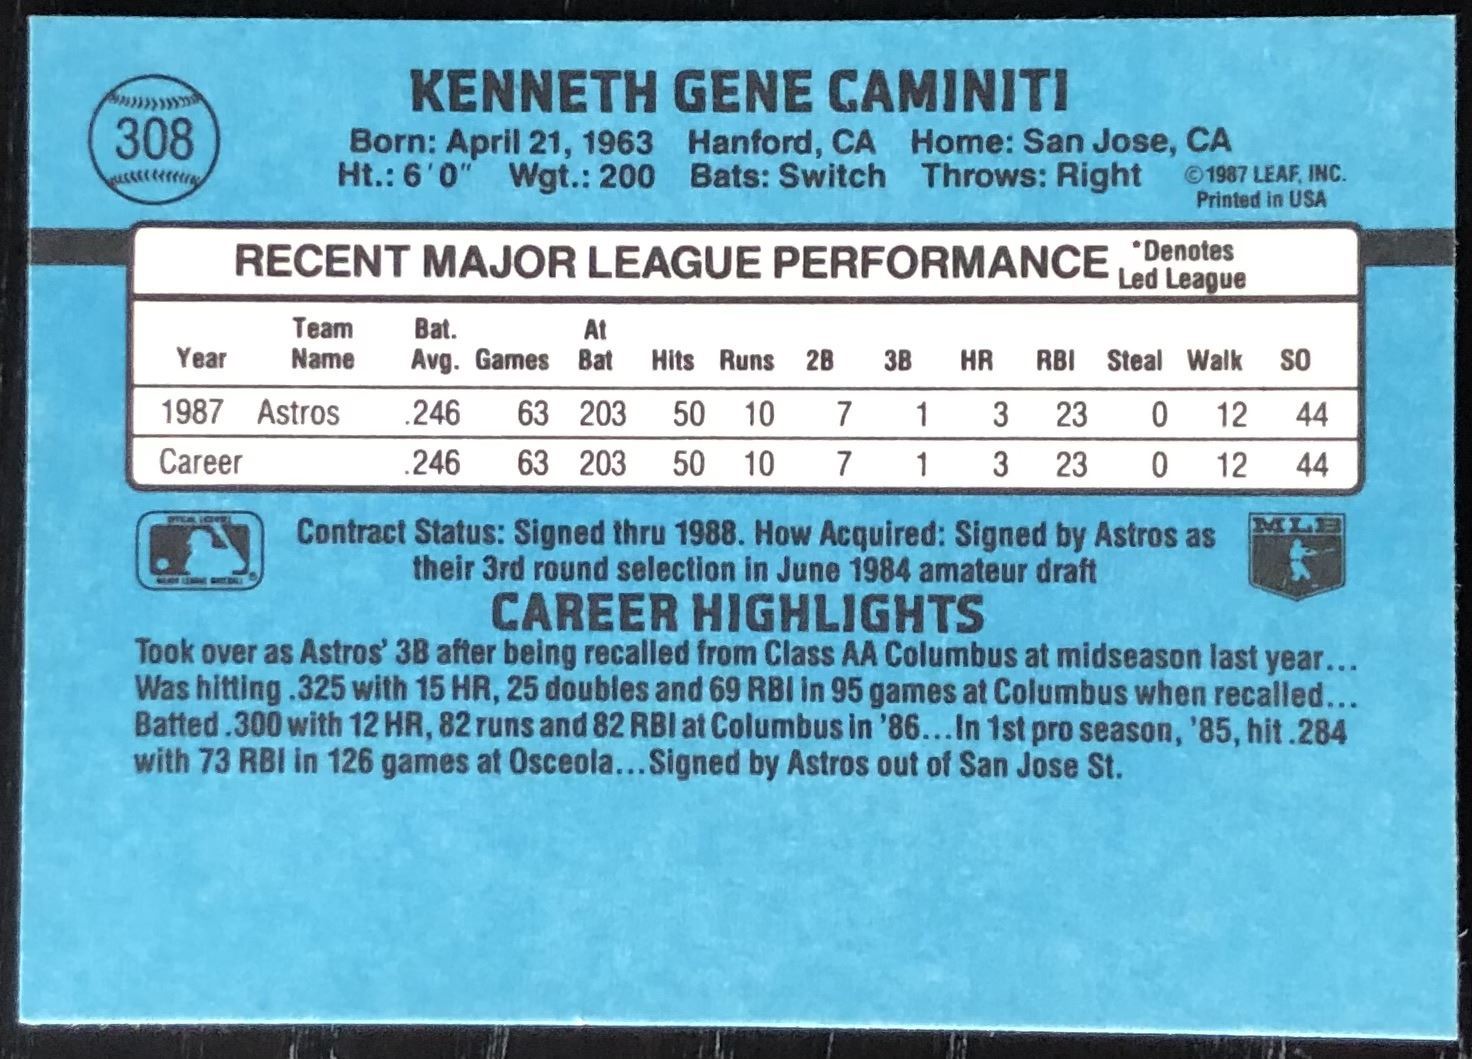 308
KENNETH GENE CAMINITI
Born: April 21, 1963 Hanford, CA Home: San Jose, CA
Ht.: 6'0" Wgt.: 200 Bats: Switch Throws: Right
©1987 LEAF, INC.
Printed in USA
RECENT MAJOR LEAGUE PERFORMANCE *Denotes
Led League
Team Bat. At
Year Name Avg. Games Bat Hits Runs 2B 3B HR RBI Steal Walk SO
1987 Astros .246 63 203 50 10 7 1 3 23 0 12 44
Career .246 63 203 50 10 7 1 3 23 0 12 44
MLB
Contract Status: Signed thru 1988. How Acquired: Signed by Astros as
their 3rd round selection in June 1984 amateur draft
CAREER HIGHLIGHTS
Took over as Astros' 3B after being recalled from Class AA Columbus at midseason last year...
Was hitting .325 with 15 HR, 25 doubles and 69 RBI in 95 games at Columbus when recalled...
Batted .300 with 12 HR, 82 runs and 82 RBI at Columbus in '86...In 1st pro season, '85, hit .284
with 73 RBI in 126 games at Osceola...Signed by Astros out of San Jose St.